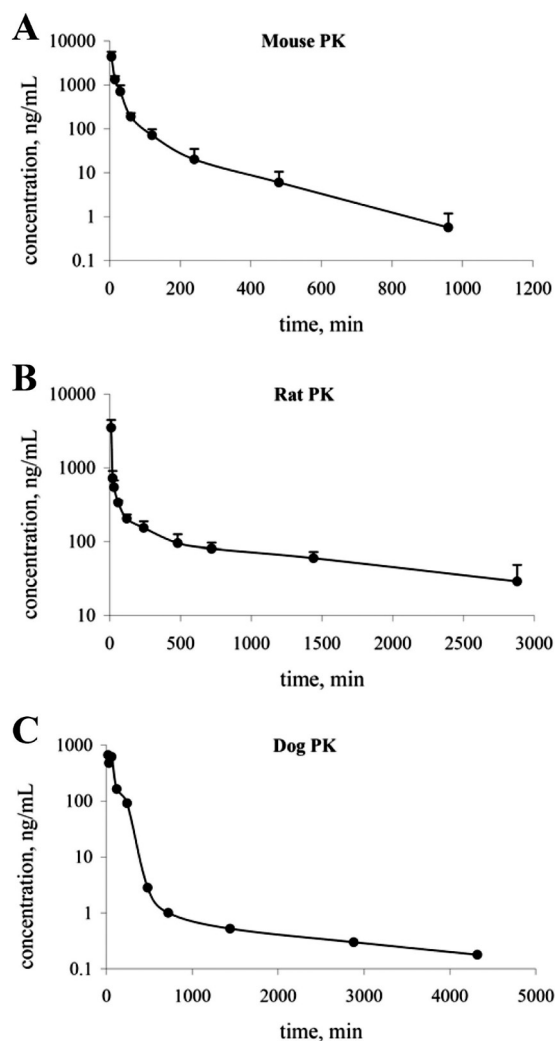 A
Mouse PK
concentration, ng/mL
10000
1000
100
10
1
0.1
0 200 400 600 800 1000 1200
time, min
B
Rat PK
concentration, ng/mL
10000
1000
100
10
0 500 1000 1500 2000 2500 3000
time, min
C
Dog PK
concentration, ng/mL
1000
100
10
1
0.1
0 1000 2000 3000 4000 5000
time, min